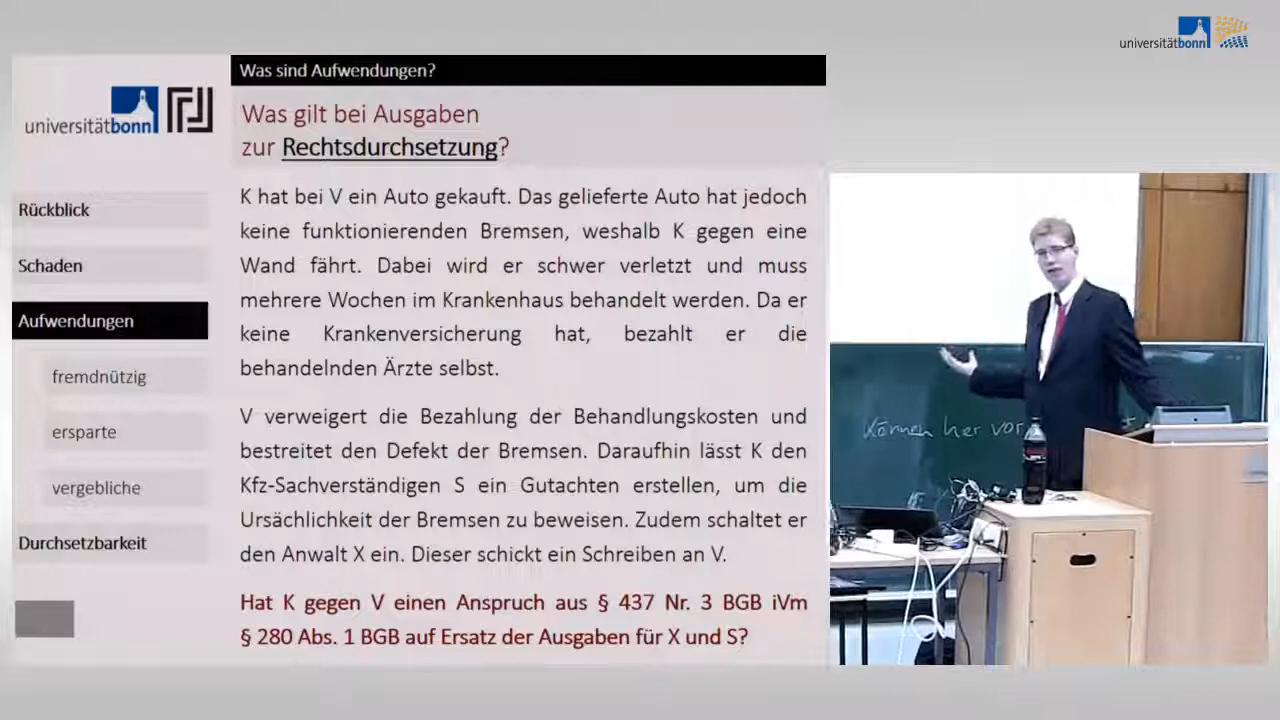 universitätbonn
Was sind Aufwendungen?
universitätbonn
Was gilt bei Ausgaben
zur Rechtsdurchsetzung?
Rückblick
Schaden
Aufwendungen
fremdnützig
ersparte
vergebliche
Durchsetzbarkeit
K hat bei V ein Auto gekauft. Das gelieferte Auto hat jedoch
keine funktionierenden Bremsen, weshalb K gegen eine
Wand fährt. Dabei wird er schwer verletzt und muss
mehrere Wochen im Krankenhaus behandelt werden. Da er
keine Krankenversicherung hat, bezahlt er die
behandelnden Ärzte selbst.
V verweigert die Bezahlung der Behandlungskosten und
bestreitet den Defekt der Bremsen. Daraufhin lässt K den
Kfz-Sachverständigen S ein Gutachten erstellen, um die
Ursächlichkeit der Bremsen zu beweisen. Zudem schaltet er
den Anwalt X ein. Dieser schickt ein Schreiben an V.
Hat K gegen V einen Anspruch aus § 437 Nr. 3 BGB iVm
§ 280 Abs. 1 BGB auf Ersatz der Ausgaben für X und S?
können hier vor